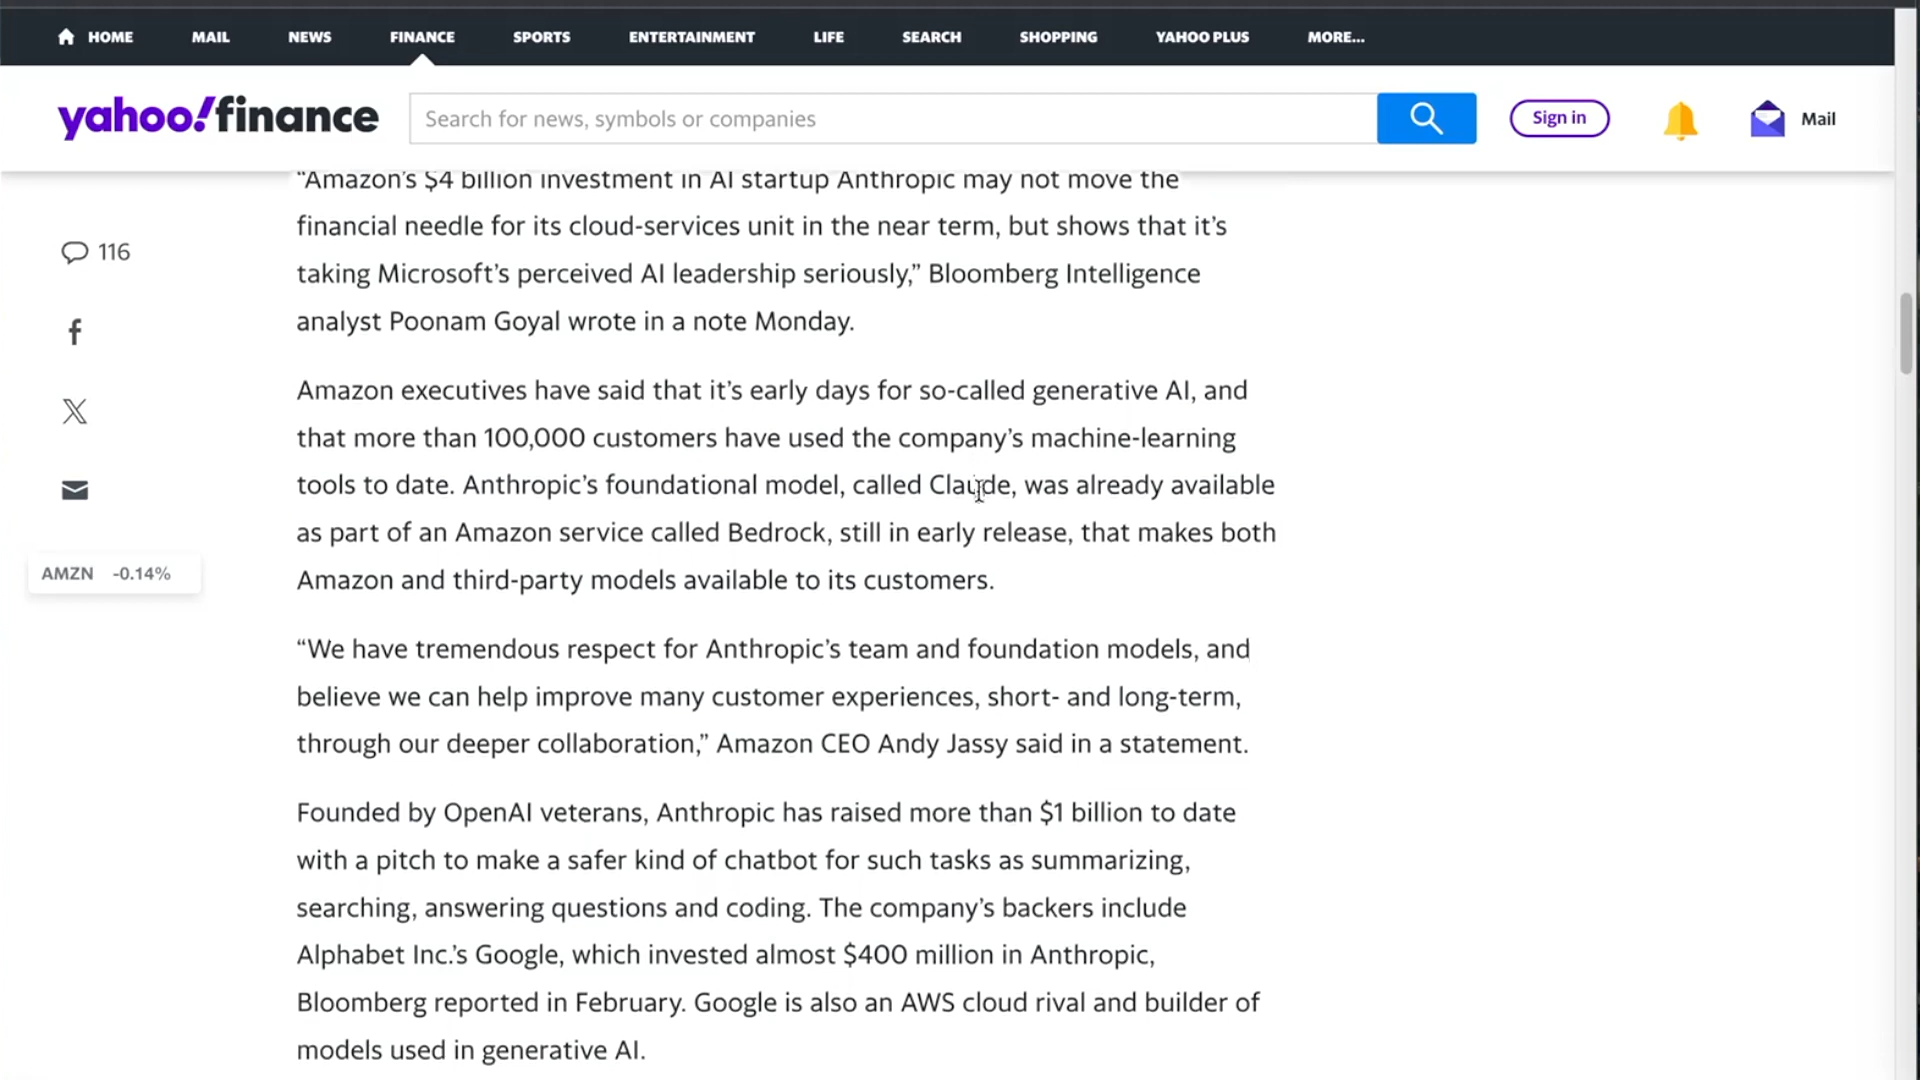 HOME MAIL NEWS FINANCE SPORTS ENTERTAINMENT LIFE SEARCH SHOPPING YAHOO PLUS MORE...
yahoo!finance Search for news, symbols or companies Sign in Mail
“Amazon’s $4 billion investment in AI startup Anthropic may not move the
financial needle for its cloud-services unit in the near term, but shows that it’s
taking Microsoft’s perceived AI leadership seriously,” Bloomberg Intelligence
analyst Poonam Goyal wrote in a note Monday.
116
Amazon executives have said that it’s early days for so-called generative AI, and
that more than 100,000 customers have used the company’s machine-learning
tools to date. Anthropic’s foundational model, called Claude, was already available
as part of an Amazon service called Bedrock, still in early release, that makes both
Amazon and third-party models available to its customers.
AMZN -0.14%
“We have tremendous respect for Anthropic’s team and foundation models, and
believe we can help improve many customer experiences, short- and long-term,
through our deeper collaboration,” Amazon CEO Andy Jassy said in a statement.
Founded by OpenAI veterans, Anthropic has raised more than $1 billion to date
with a pitch to make a safer kind of chatbot for such tasks as summarizing,
searching, answering questions and coding. The company’s backers include
Alphabet Inc.’s Google, which invested almost $400 million in Anthropic,
Bloomberg reported in February. Google is also an AWS cloud rival and builder of
models used in generative AI.